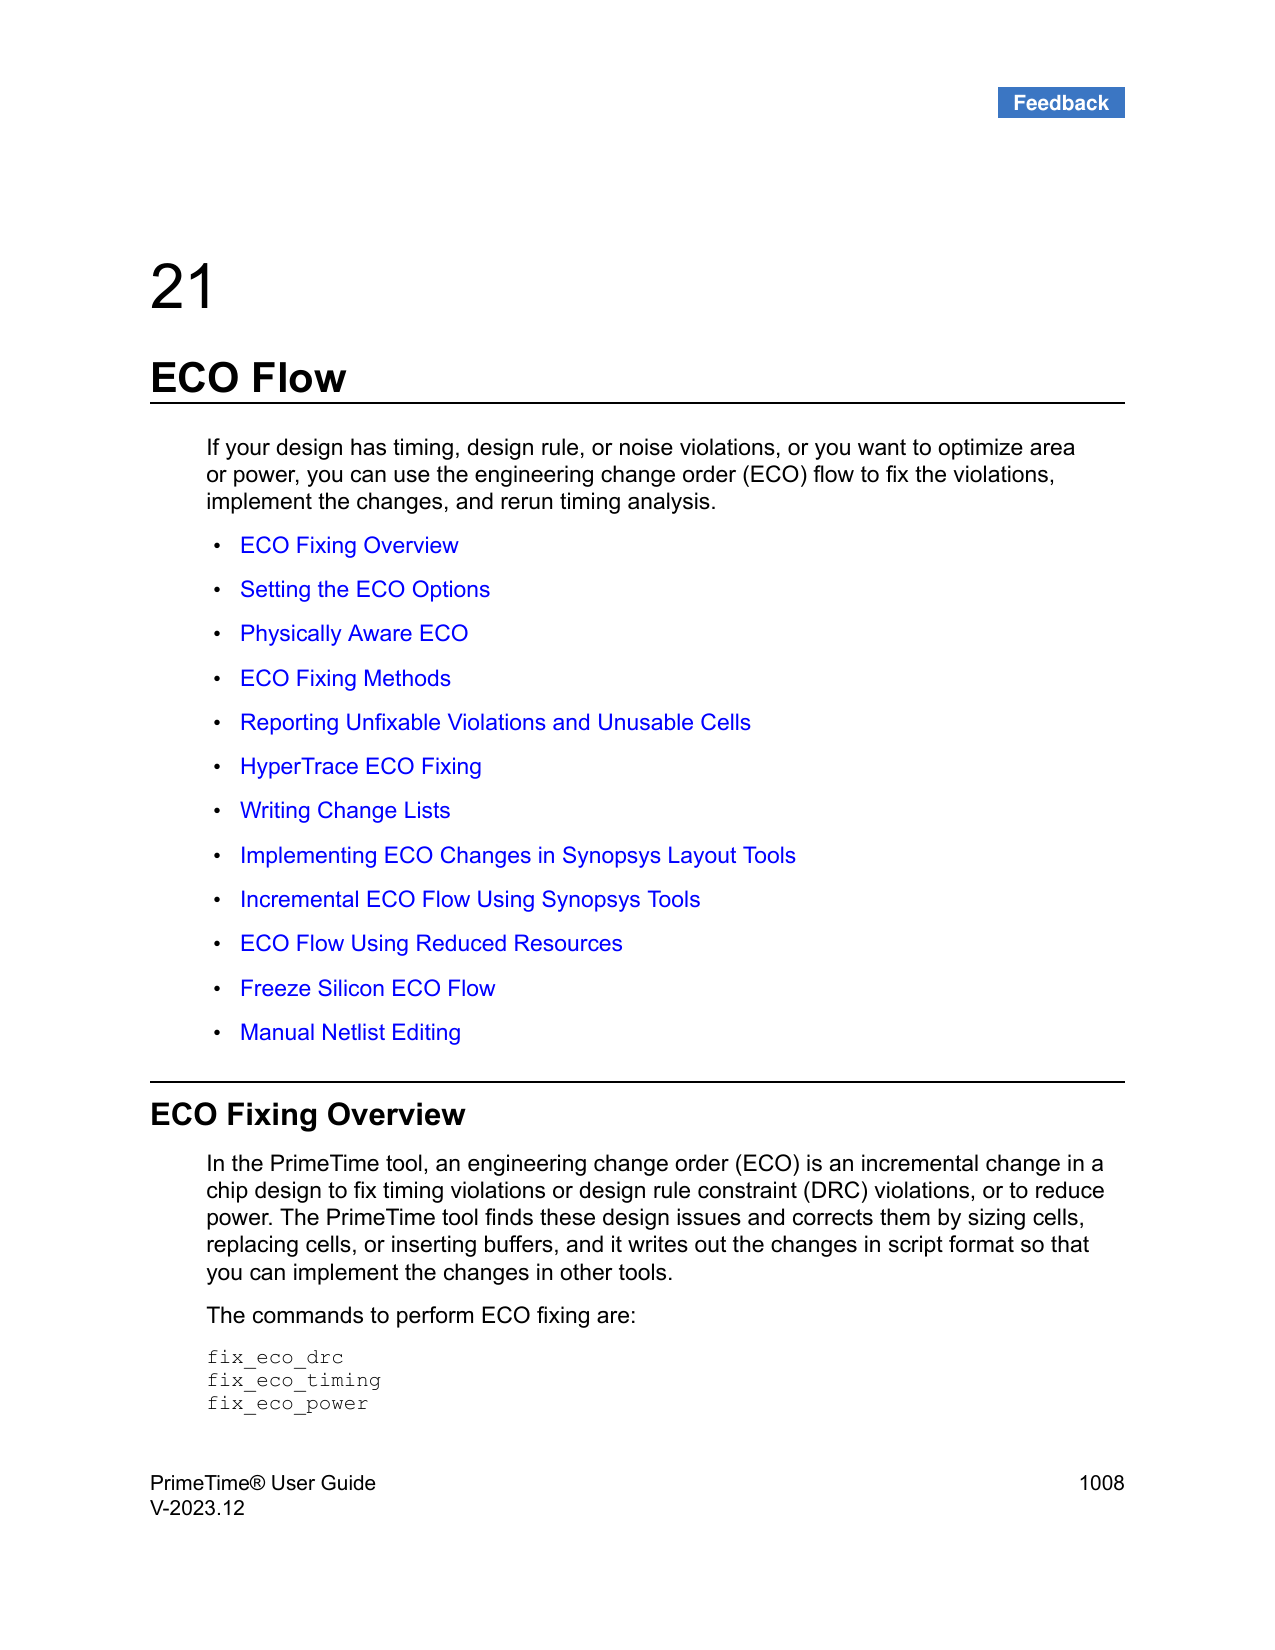 Feedback
21
ECO Flow
If your design has timing, design rule, or noise violations, or you want to optimize area
or power, you can use the engineering change order (ECO) flow to fix the violations,
implement the changes, and rerun timing analysis.
• ECO Fixing Overview
• Setting the ECO Options
• Physically Aware ECO
• ECO Fixing Methods
• Reporting Unfixable Violations and Unusable Cells
• HyperTrace ECO Fixing
• Writing Change Lists
• Implementing ECO Changes in Synopsys Layout Tools
• Incremental ECO Flow Using Synopsys Tools
• ECO Flow Using Reduced Resources
• Freeze Silicon ECO Flow
• Manual Netlist Editing
ECO Fixing Overview
In the PrimeTime tool, an engineering change order (ECO) is an incremental change in a
chip design to fix timing violations or design rule constraint (DRC) violations, or to reduce
power. The PrimeTime tool finds these design issues and corrects them by sizing cells,
replacing cells, or inserting buffers, and it writes out the changes in script format so that
you can implement the changes in other tools.
The commands to perform ECO fixing are:
fix_eco_drc
fix_eco_timing
fix_eco_power
PrimeTime® User Guide 1008
V-2023.12